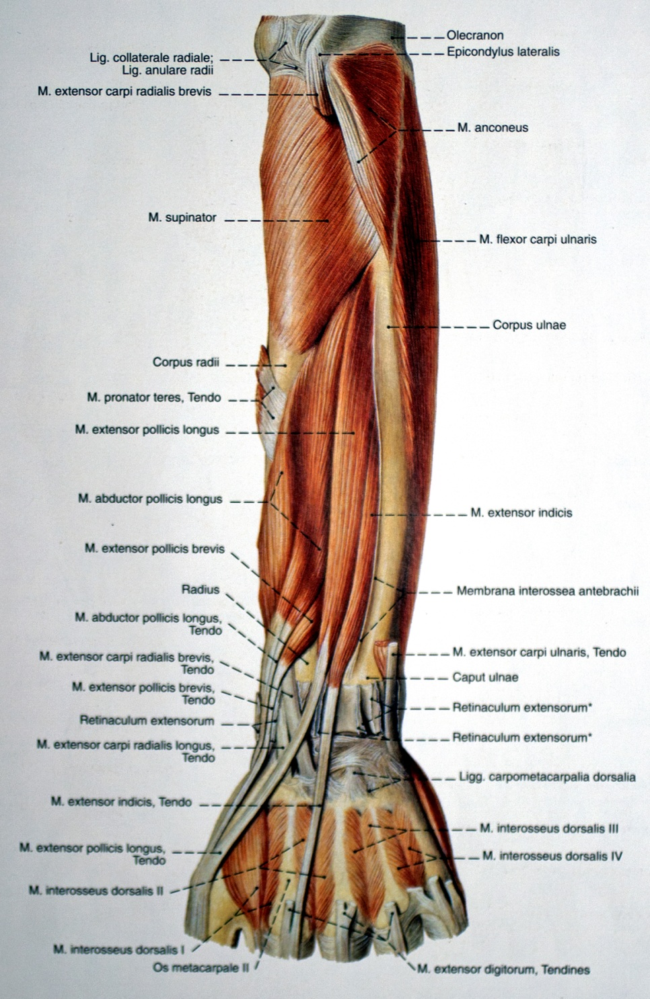 Olecranon
Epicondylus lateralis
Lig. collaterale radiale;
Lig. anulare radii
M. extensor carpi radialis brevis
M. anconeus
M. supinator
M. flexor carpi ulnaris
Corpus ulnae
Corpus radii
M. pronator teres, Tendo
M. extensor pollicis longus
M. abductor pollicis longus
M. extensor indicis
M. extensor pollicis brevis
Radius
Membrana interossea antebrachii
M. abductor pollicis longus,
Tendo
M. extensor carpi radialis brevis,
Tendo
M. extensor carpi ulnaris, Tendo
Caput ulnae
M. extensor pollicis brevis,
Tendo
Retinaculum extensorum*
Retinaculum extensorum
Retinaculum extensorum*
M. extensor carpi radialis longus,
Tendo
Ligg. carpometacarpalia dorsalia
M. extensor indicis, Tendo
M. interosseus dorsalis III
M. extensor pollicis longus,
Tendo
M. interosseus dorsalis IV
M. interosseus dorsalis II
M. interosseus dorsalis I
Os metacarpale II
M. extensor digitorum, Tendines